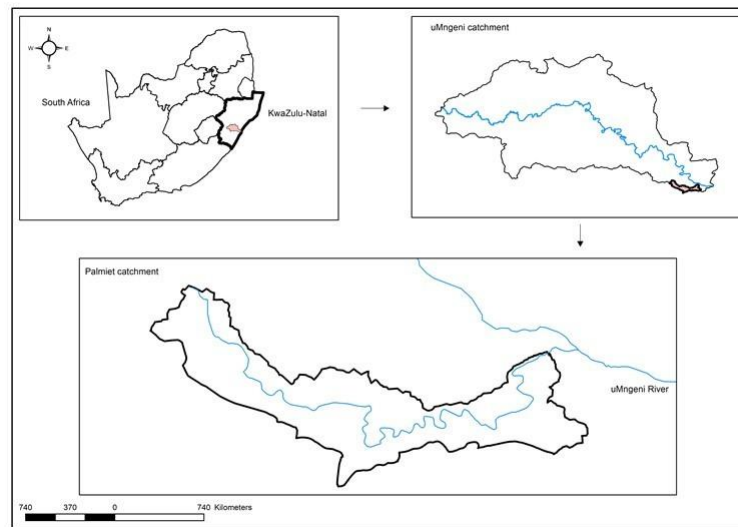 N
W E
S
South Africa
KwaZulu-Natal
uMngeni catchment
Palmiet catchment
uMngeni River
740 370 0 740 Kilometers